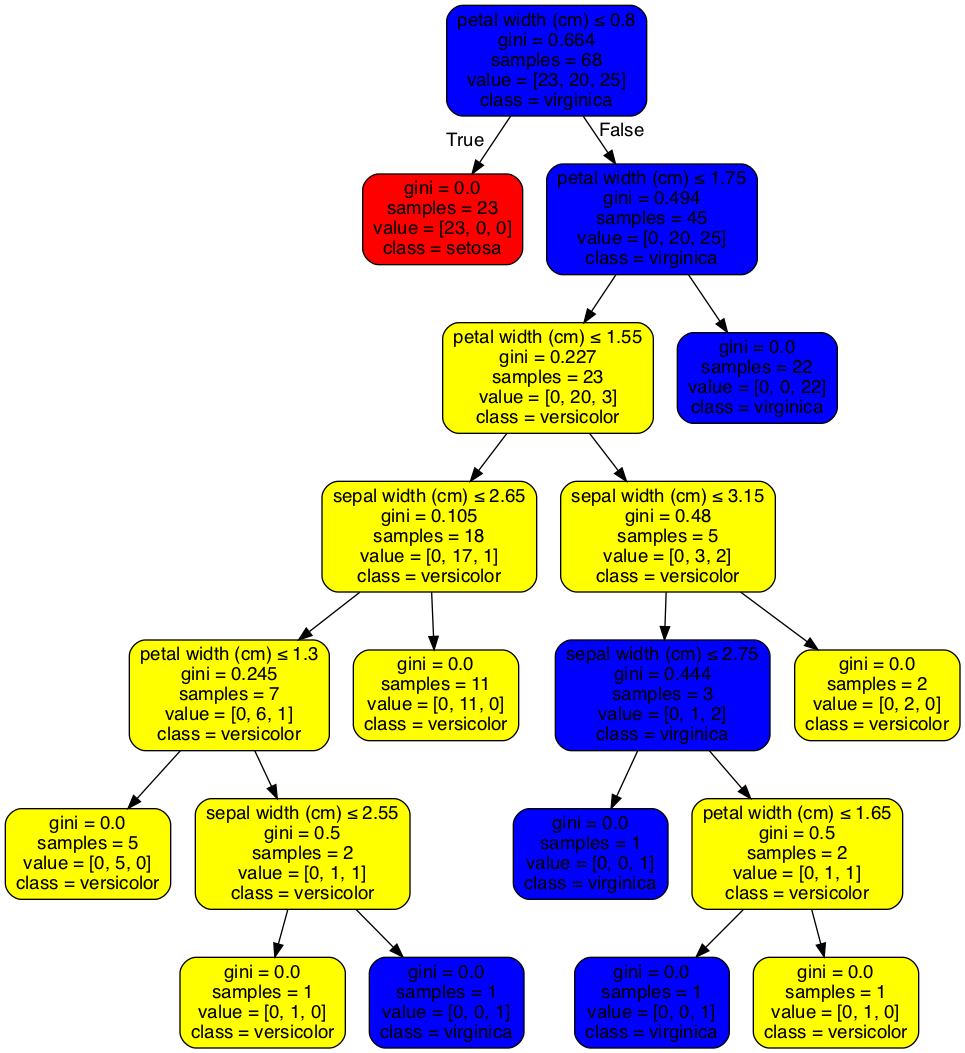 petal width (cm) ≤ 0.8
gini = 0.664
samples = 68
value = [23, 20, 25]
class = virginica
True
False
gini = 0.0
samples = 23
value = [23, 0, 0]
class = setosa
petal width (cm) ≤ 1.75
gini = 0.494
samples = 45
value = [0, 20, 25]
class = virginica
petal width (cm) ≤ 1.55
gini = 0.227
samples = 23
value = [0, 20, 3]
class = versicolor
gini = 0.0
samples = 22
value = [0, 0, 22]
class = virginica
sepal width (cm) ≤ 2.65
gini = 0.105
samples = 18
value = [0, 17, 1]
class = versicolor
sepal width (cm) ≤ 3.15
gini = 0.48
samples = 5
value = [0, 3, 2]
class = versicolor
petal width (cm) ≤ 1.3
gini = 0.245
samples = 7
value = [0, 6, 1]
class = versicolor
gini = 0.0
samples = 11
value = [0, 11, 0]
class = versicolor
sepal width (cm) ≤ 2.75
gini = 0.444
samples = 3
value = [0, 1, 2]
class = virginica
gini = 0.0
samples = 2
value = [0, 2, 0]
class = versicolor
gini = 0.0
samples = 5
value = [0, 5, 0]
class = versicolor
sepal width (cm) ≤ 2.55
gini = 0.5
samples = 2
value = [0, 1, 1]
class = versicolor
gini = 0.0
samples = 1
value = [0, 0, 1]
class = virginica
petal width (cm) ≤ 1.65
gini = 0.5
samples = 2
value = [0, 1, 1]
class = versicolor
gini = 0.0
samples = 1
value = [0, 1, 0]
class = versicolor
gini = 0.0
samples = 1
value = [0, 0, 1]
class = virginica
gini = 0.0
samples = 1
value = [0, 0, 1]
class = virginica
gini = 0.0
samples = 1
value = [0, 1, 0]
class = versicolor